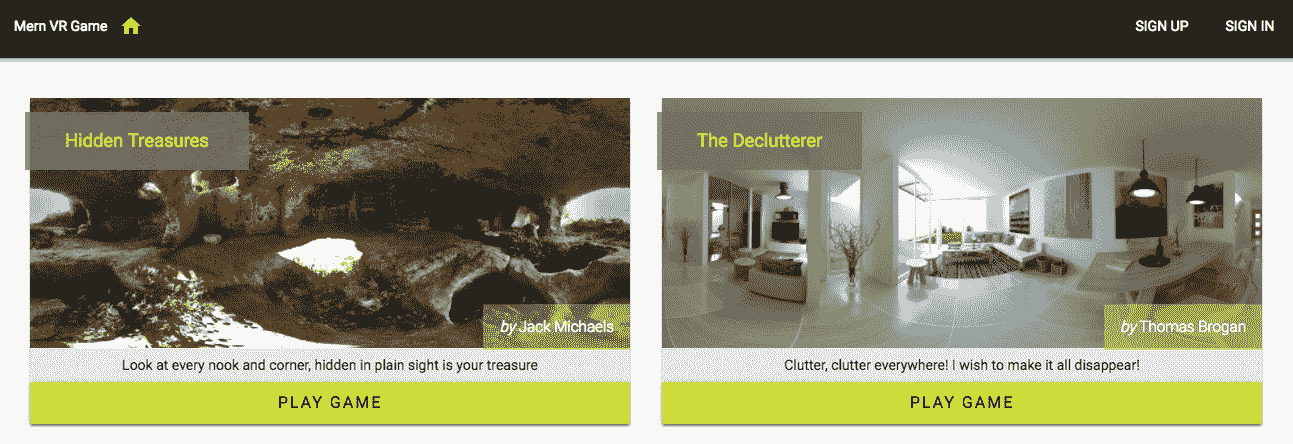 Mern VR Game
SIGN UP
SIGN IN
Hidden Treasures
by Jack Michaels
Look at every nook and corner, hidden in plain sight is your treasure
PLAY GAME
The Declutterer
by Thomas Brogan
Clutter, clutter everywhere! I wish to make it all disappear!
PLAY GAME